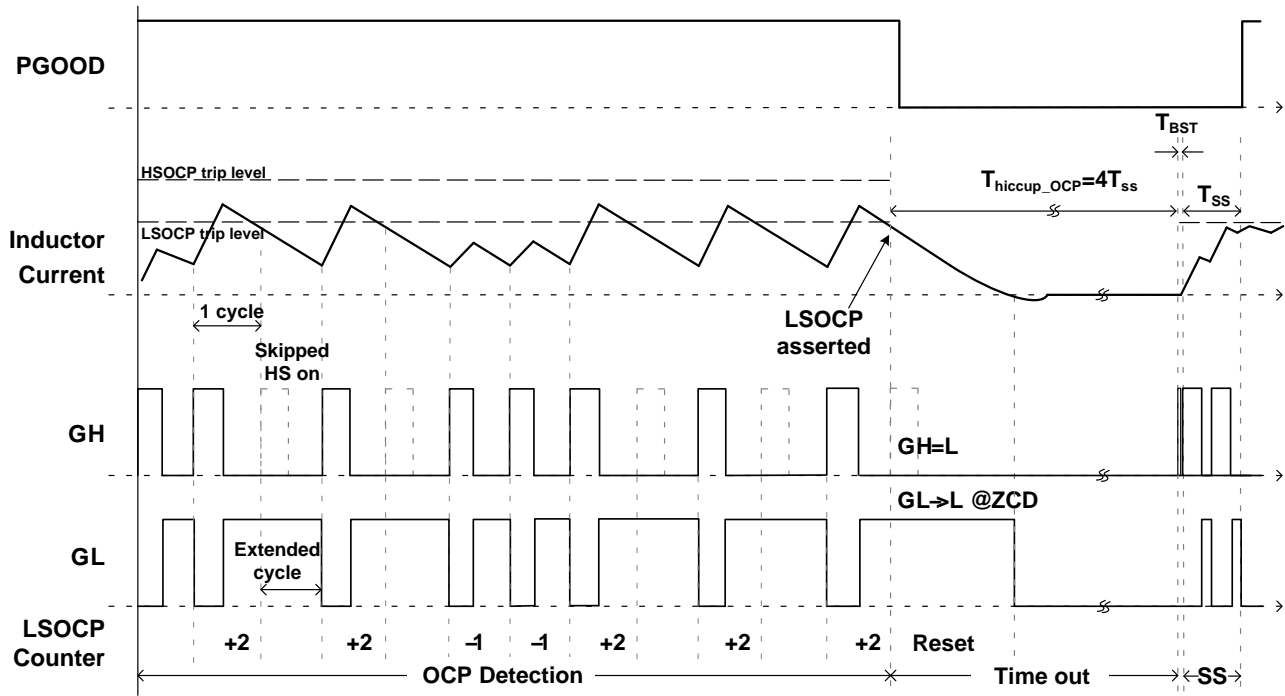 PGOOD
T_BST
HSOCP trip level
T_hiccup_OCP=4T_ss
T_SS
LSOCP trip level
Inductor
Current
LSOCP
asserted
1 cycle
Skipped
HS on
GH
GH=L
GL→L @ZCD
GL
Extended
cycle
LSOCP
Counter
+2 +2 −1 −1 +2 +2 +2 Reset
OCP Detection Time out SS